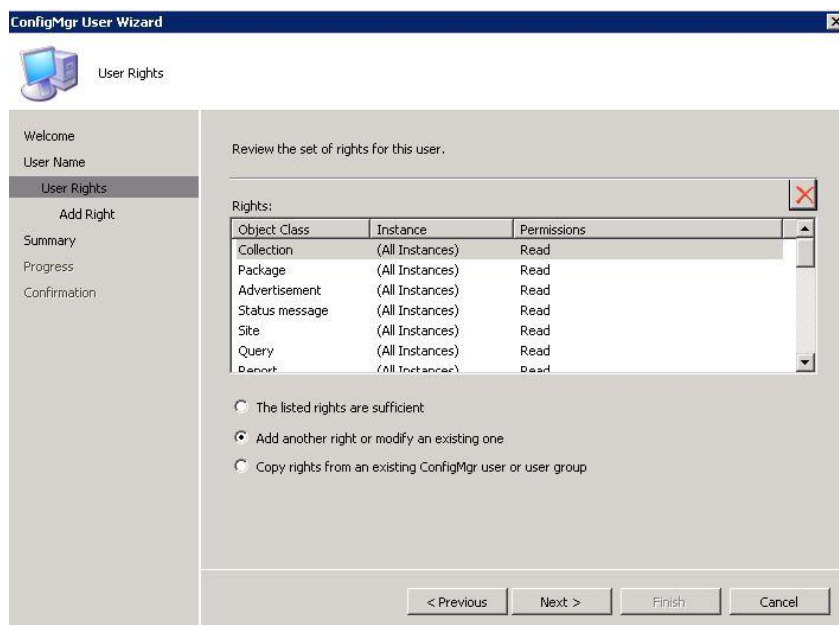 ConfigMgr User Wizard
User Rights
Welcome
User Name
User Rights
Add Right
Summary
Progress
Confirmation
Review the set of rights for this user.
Rights:
Object Class Instance Permissions
Collection (All Instances) Read
Package (All Instances) Read
Advertisement (All Instances) Read
Status message (All Instances) Read
Site (All Instances) Read
Query (All Instances) Read
Report (All Instances) Read
The listed rights are sufficient
Add another right or modify an existing one
Copy rights from an existing ConfigMgr user or user group
< Previous Next > Finish Cancel